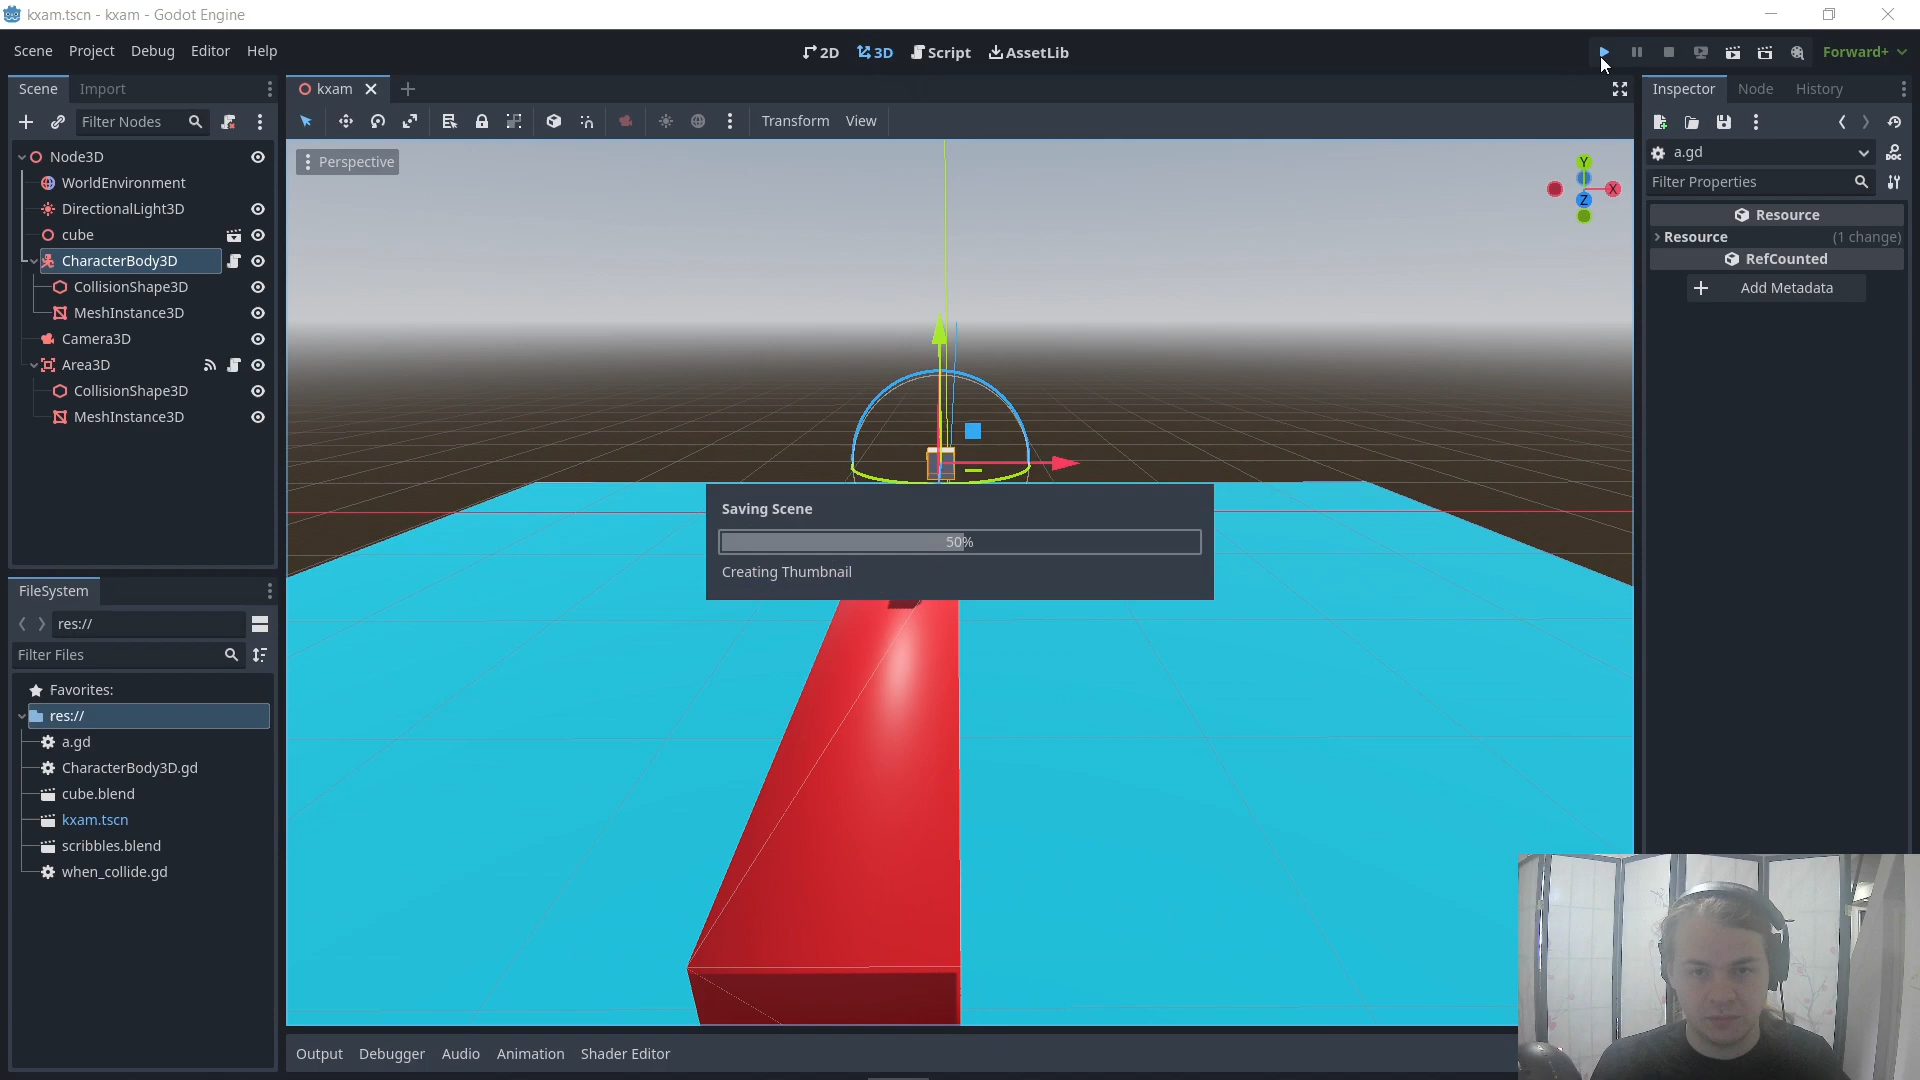 kxam.tscn - kxam - Godot Engine
Scene Project Debug Editor Help
2D 3D Script AssetLib
Forward+
Scene Import
kxam
Inspector Node History
Filter Nodes
Transform View
a.gd
Filter Properties
Perspective
Y
X
Z
Resource
Resource (1 change)
RefCounted
Add Metadata
Node3D
WorldEnvironment
DirectionalLight3D
cube
CharacterBody3D
CollisionShape3D
MeshInstance3D
Camera3D
Area3D
CollisionShape3D
MeshInstance3D
Saving Scene
50%
Creating Thumbnail
FileSystem
res://
Filter Files
Favorites:
res://
a.gd
CharacterBody3D.gd
cube.blend
kxam.tscn
scribbles.blend
when_collide.gd
Output Debugger Audio Animation Shader Editor